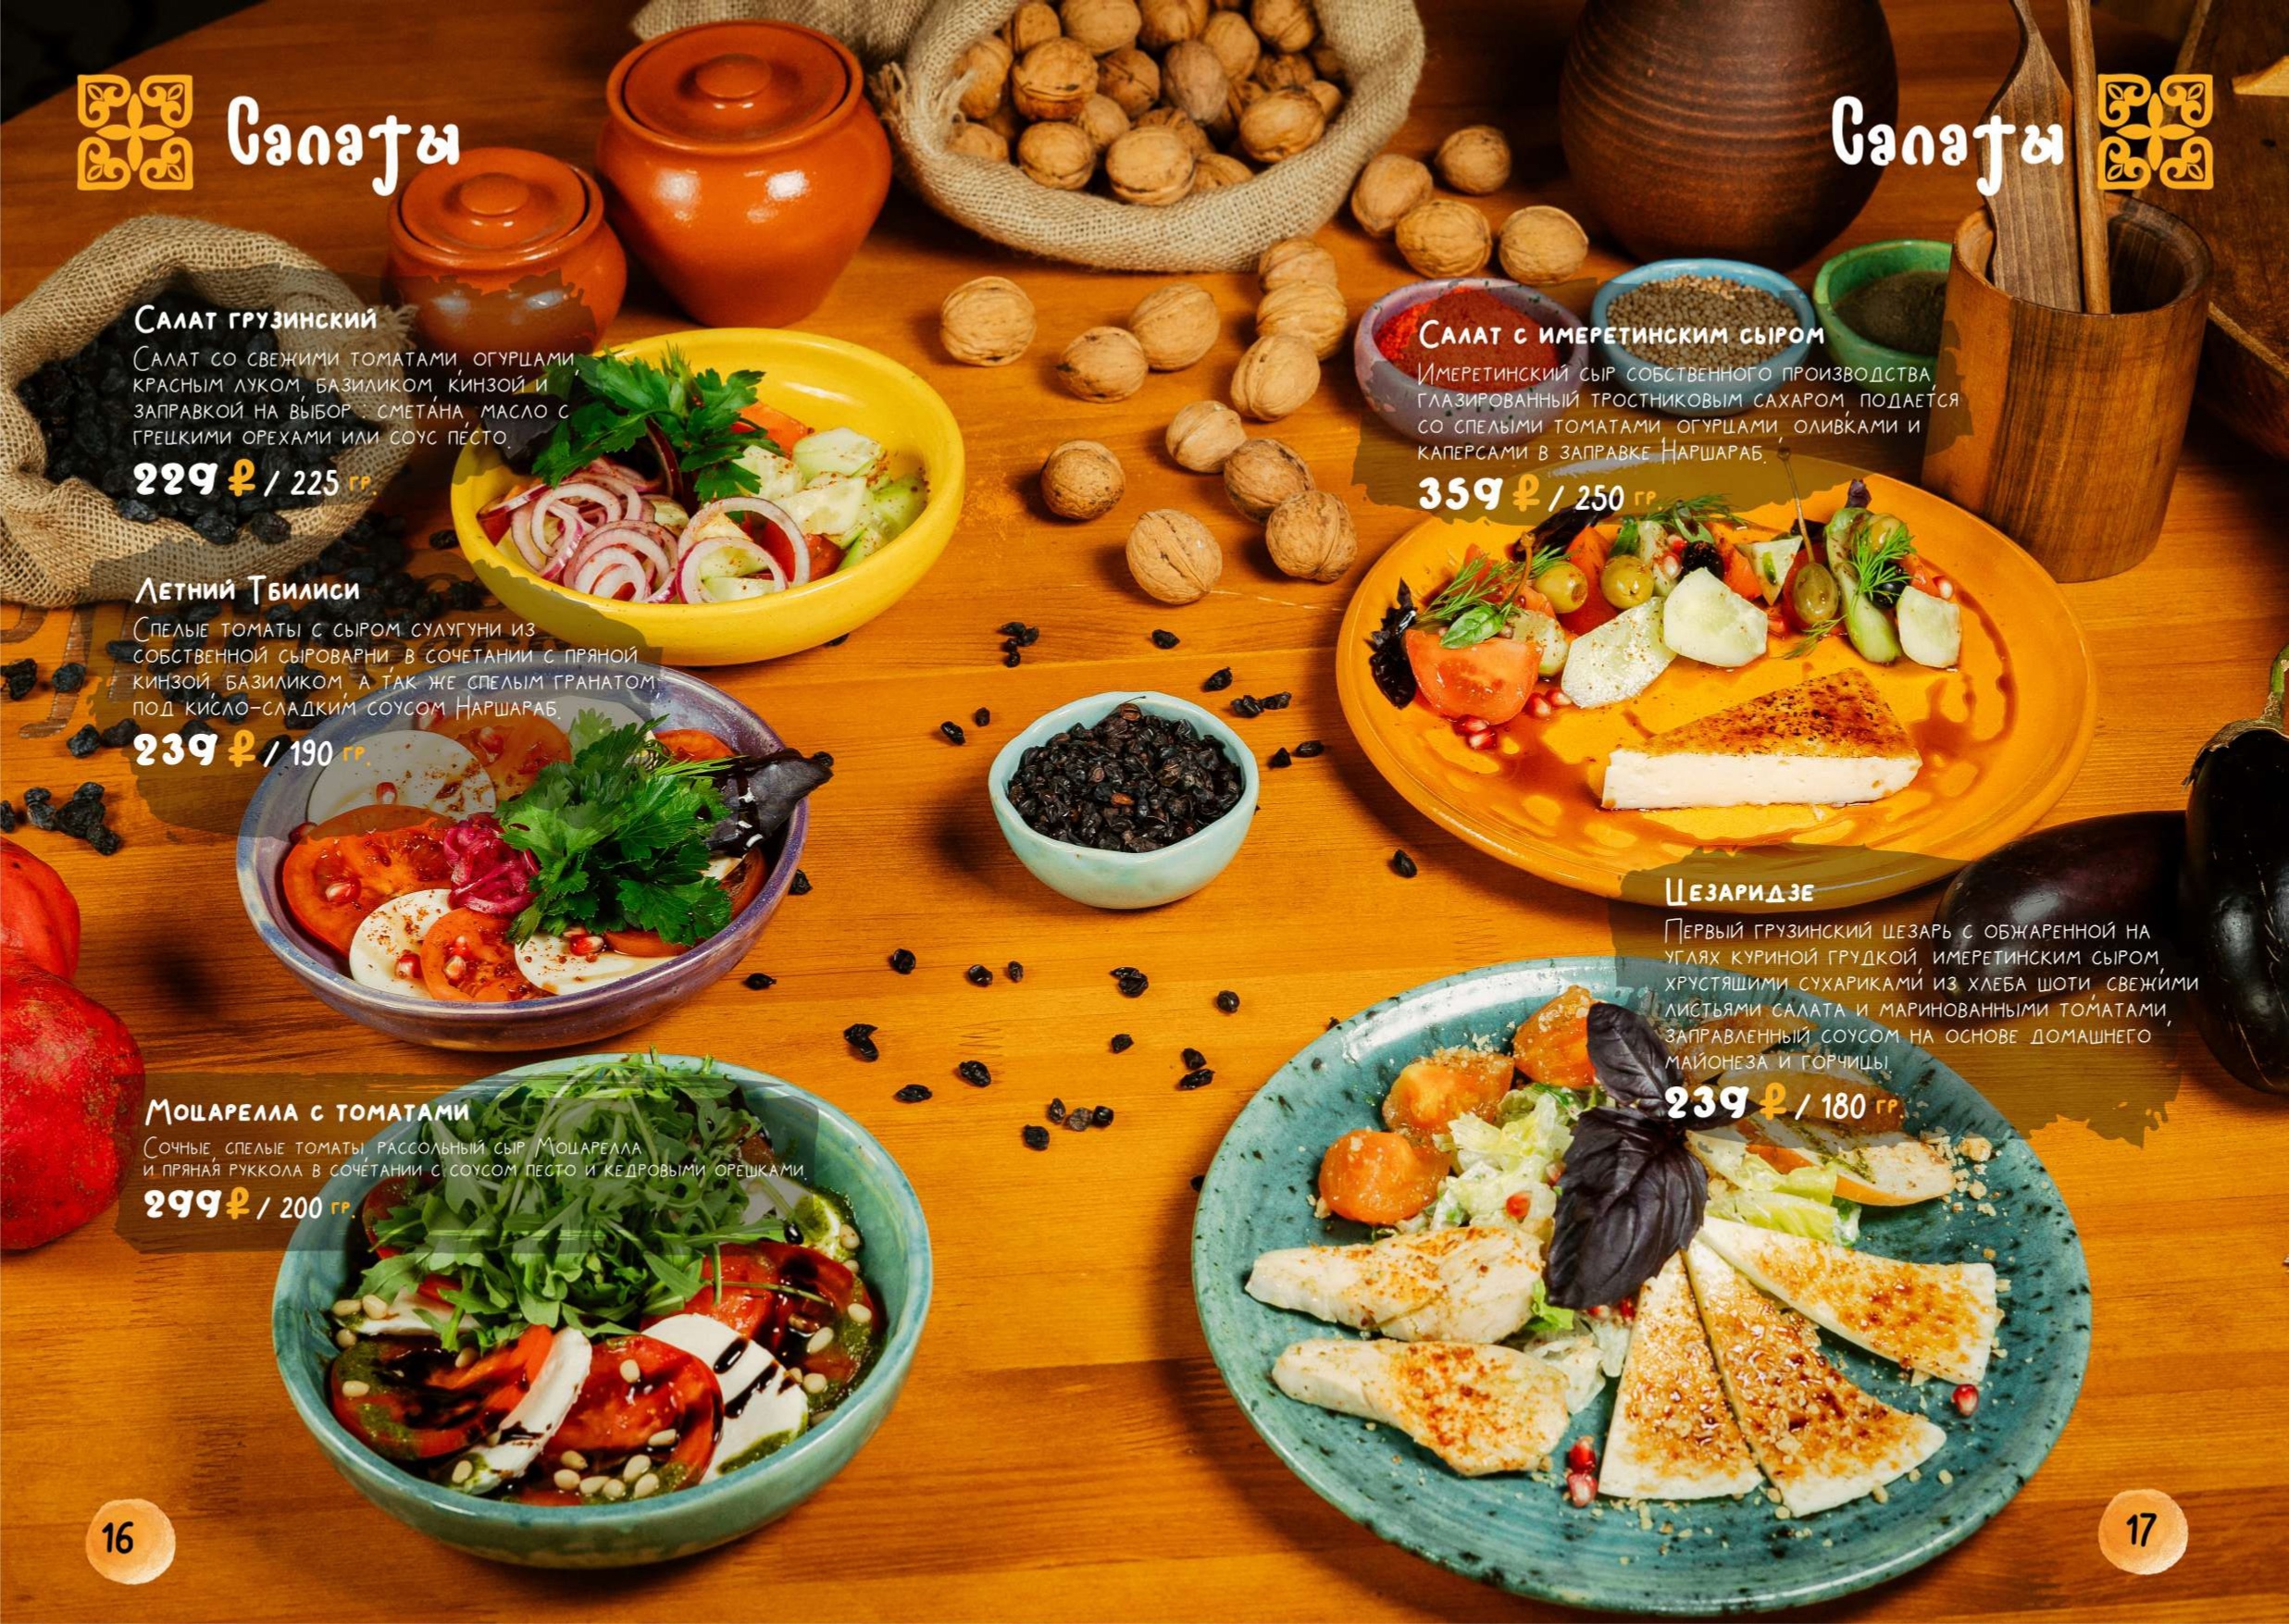 Салаты
Салат грузинский
Салат со свежими томатами, огурцами,
красным луком, базиликом, кинзой и
заправкой на выбор : сметана, масло с
грецкими орехами или соус песто.
229 ₽ / 225 гр.
Летний Тбилиси
Спелые томаты с сыром сулугуни из
собственной сыроварни, в сочетании с пряной
кинзой, базиликом, а так же спелым гранатом,
под кисло-сладким соусом Наршараб.
239 ₽ / 190 гр.
Моцарелла с томатами
Сочные, спелые томаты, рассольный сыр Моцарелла
и пряная руккола в сочетании с соусом песто и кедровыми орешками.
299 ₽ / 200 гр.
16
Салаты
Салат с имеретинским сыром
Имеретинский сыр собственного производства,
глазированный тростниковым сахаром, подается
со спелыми томатами, огурцами, оливками и
каперсами в заправке Наршараб.
359 ₽ / 250 гр.
Цезаридзе
Первый грузинский цезарь с обжаренной на
углях куриной грудкой, имеретинским сыром,
хрустящими сухариками из хлеба шоти, свежими
листьями салата и маринованными томатами,
заправленный соусом на основе домашнего
майонеза и горчицы.
239 ₽ / 180 гр.
17